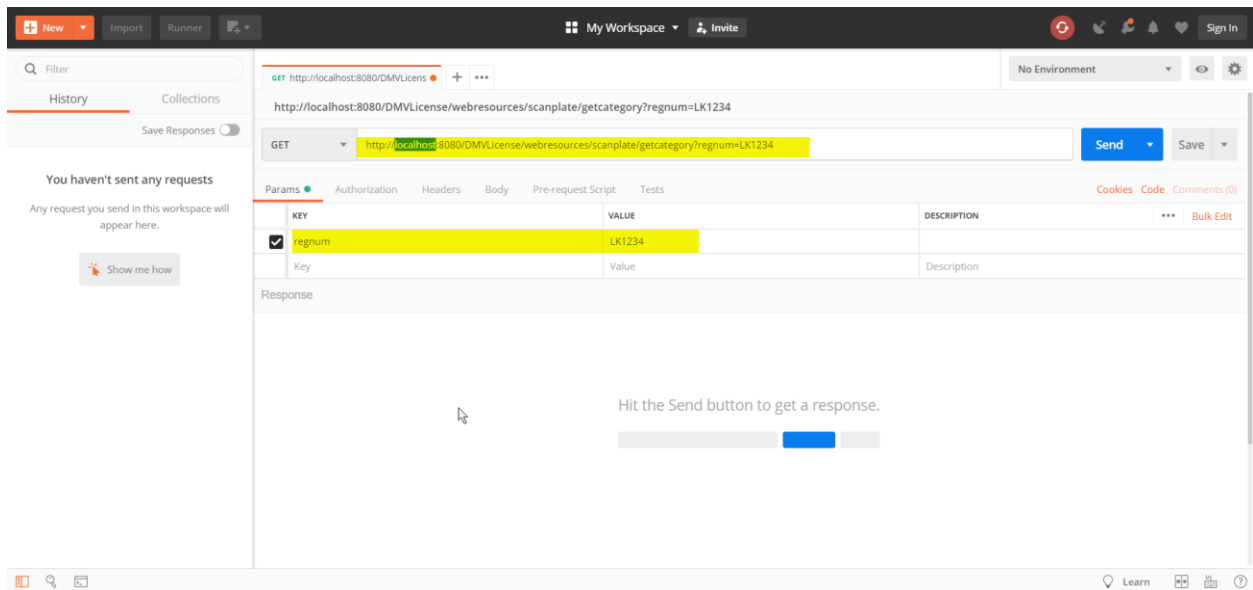 New Import Runner My Workspace Invite Sign In
Filter
History Collections
Save Responses
You haven't sent any requests
Any request you send in this workspace will
appear here.
Show me how
GET http://localhost:8080/DMVLicens + •••
No Environment
http://localhost:8080/DMVLicense/webresources/scanplate/getcategory?regnum=LK1234
GET http://localhost:8080/DMVLicense/webresources/scanplate/getcategory?regnum=LK1234 Send Save
Params Authorization Headers Body Pre-request Script Tests Cookies Code Comments (0)
KEY VALUE DESCRIPTION ••• Bulk Edit
regnum LK1234
Key Value Description
Response
Hit the Send button to get a response.
Learn